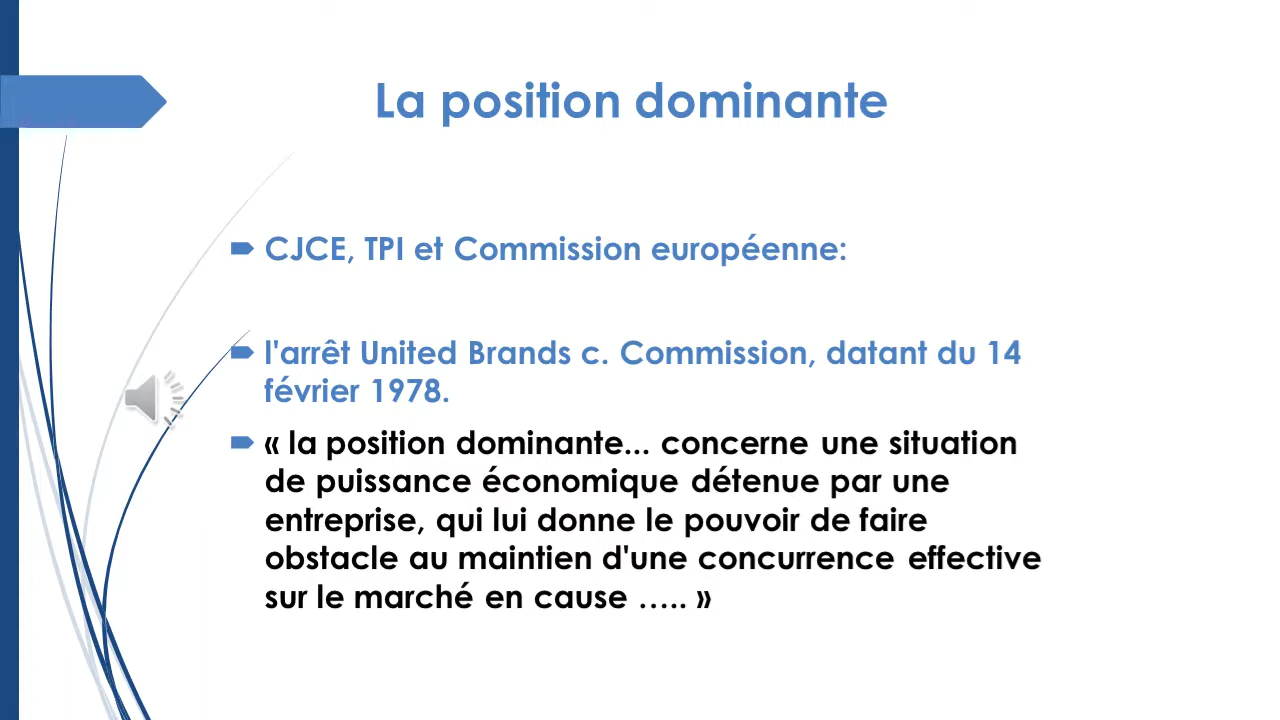 La position dominante
CJCE, TPI et Commission européenne:
l'arrêt United Brands c. Commission, datant du 14
février 1978.
« la position dominante... concerne une situation
de puissance économique détenue par une
entreprise, qui lui donne le pouvoir de faire
obstacle au maintien d'une concurrence effective
sur le marché en cause ….. »